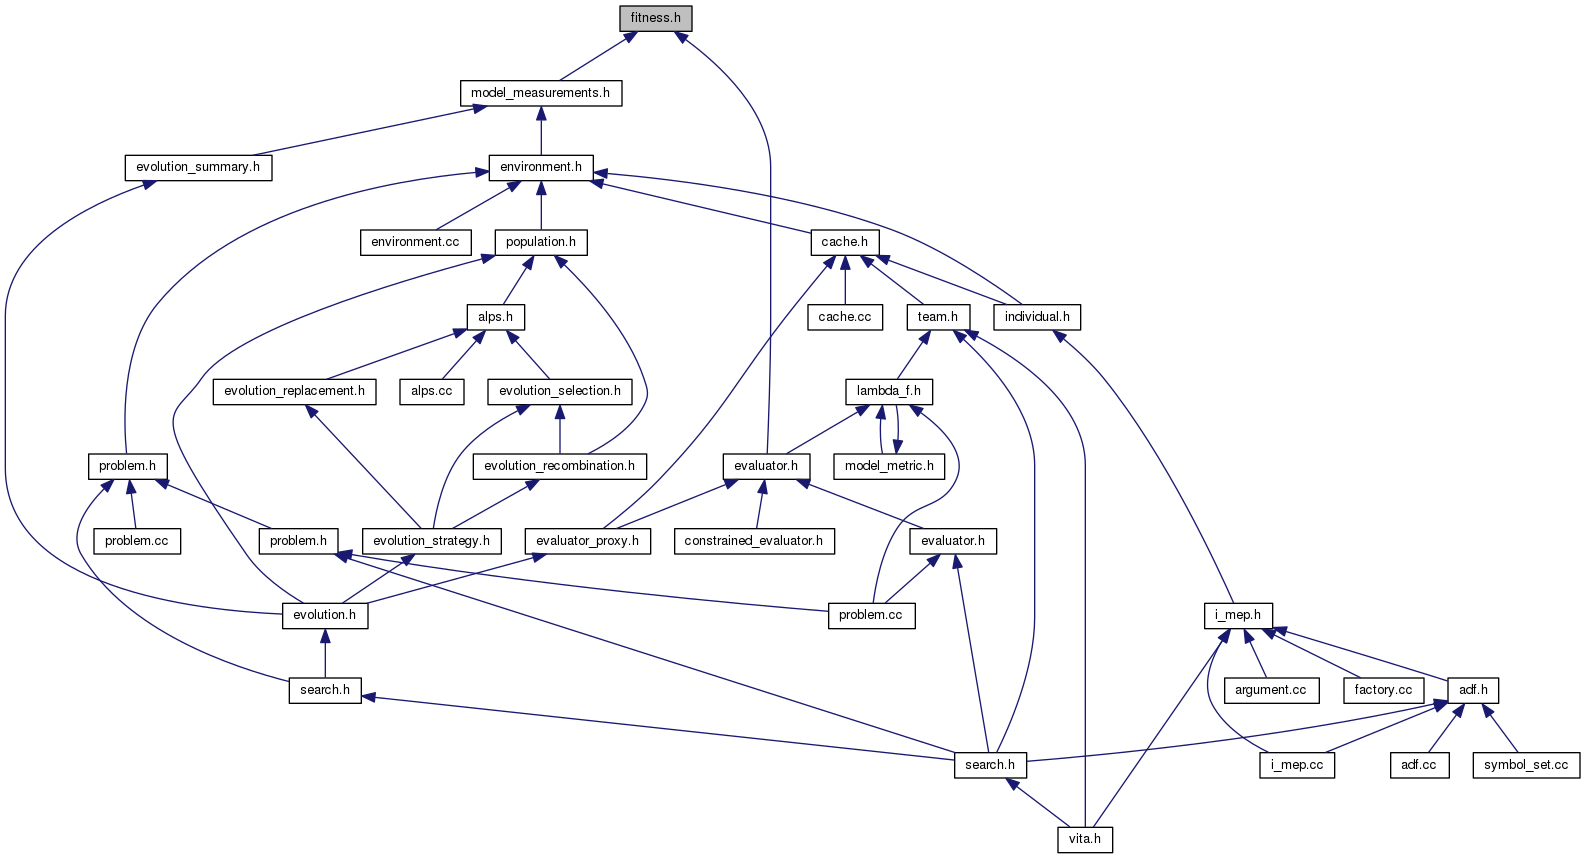 fitness.h
model_measurements.h
evolution_summary.h
environment.h
environment.cc
population.h
cache.h
alps.h
cache.cc
team.h
individual.h
evolution_replacement.h
alps.cc
evolution_selection.h
lambda_f.h
problem.h
evolution_recombination.h
evaluator.h
model_metric.h
problem.cc
problem.h
evolution_strategy.h
evaluator_proxy.h
constrained_evaluator.h
evaluator.h
evolution.h
problem.cc
i_mep.h
search.h
argument.cc
factory.cc
adf.h
search.h
i_mep.cc
adf.cc
symbol_set.cc
vita.h